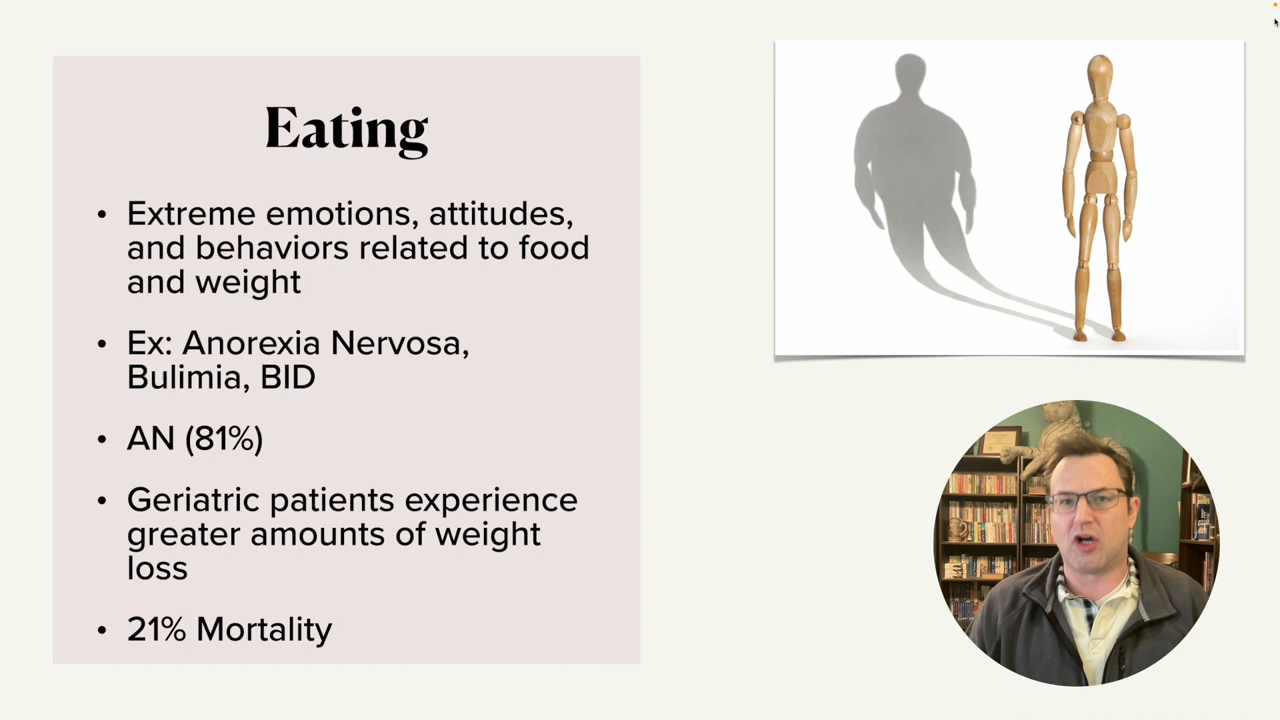 Eating
• Extreme emotions, attitudes,
and behaviors related to food
and weight
• Ex: Anorexia Nervosa,
Bulimia, BID
• AN (81%)
• Geriatric patients experience
greater amounts of weight
loss
• 21% Mortality